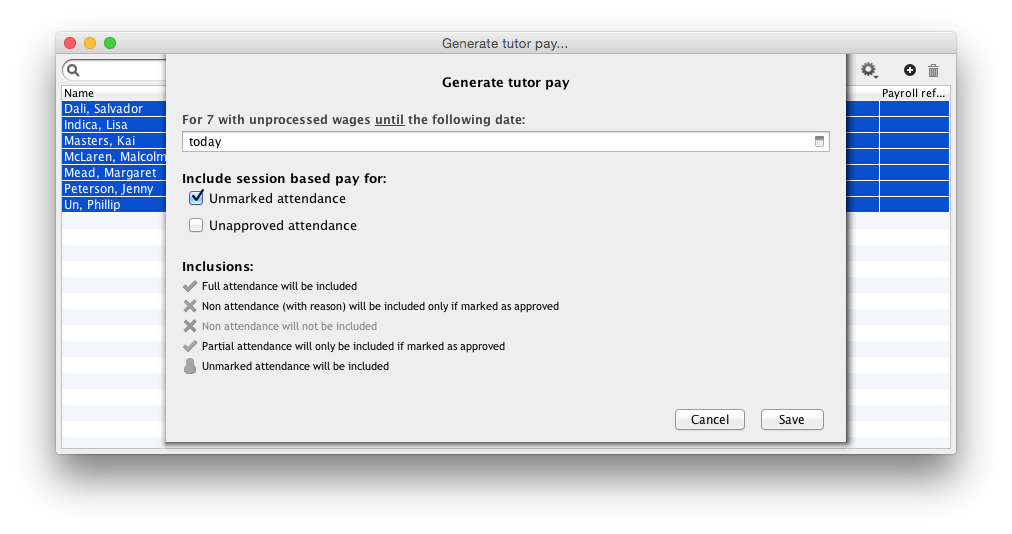 Generate tutor pay...
Name
Payroll ref...
Dali, Salvador
Indica, Lisa
Masters, Kai
McLaren, Malcolm
Mead, Margaret
Peterson, Jenny
Un, Phillip
Generate tutor pay
For 7 with unprocessed wages until the following date:
today
Include session based pay for:
Unmarked attendance
Unapproved attendance
Inclusions:
Full attendance will be included
Non attendance (with reason) will be included only if marked as approved
Non attendance will not be included
Partial attendance will only be included if marked as approved
Unmarked attendance will be included
Cancel
Save